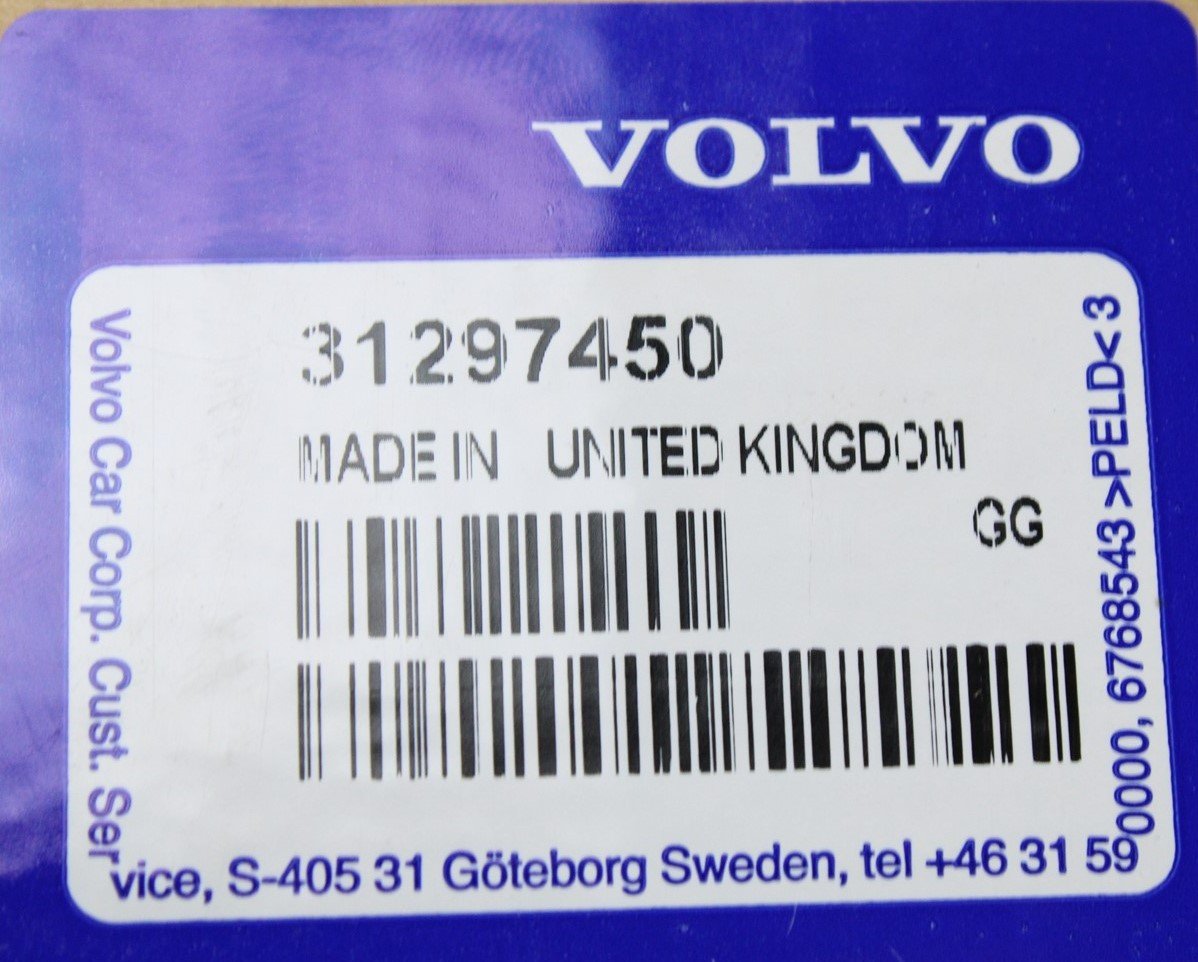 VOLVO
31297450
MADE IN UNITED KINGDOM
GG
Volvo Car Corp. Cust. Service, S-405 31 Göteborg Sweden, tel +46 31 590000, 6768543 >PELD< 3